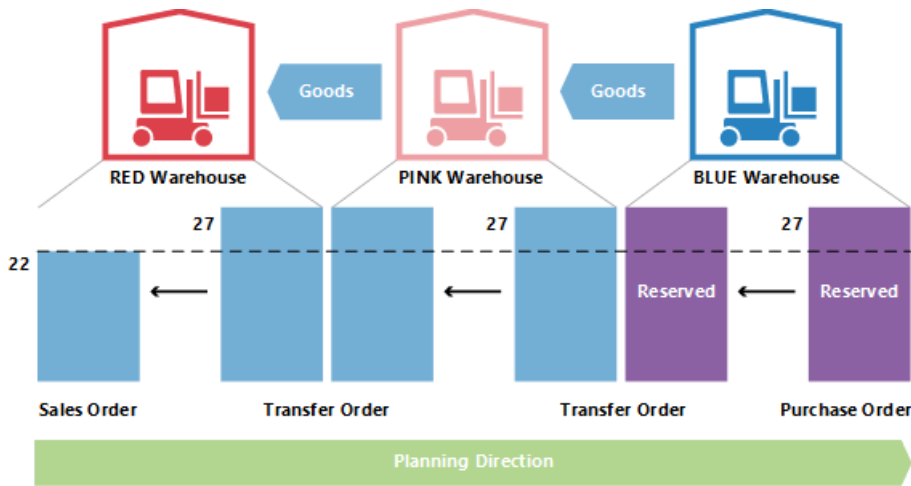 Goods
Goods
RED Warehouse
PINK Warehouse
BLUE Warehouse
27
27
27
22
Reserved
Reserved
Sales Order
Transfer Order
Transfer Order
Purchase Order
Planning Direction